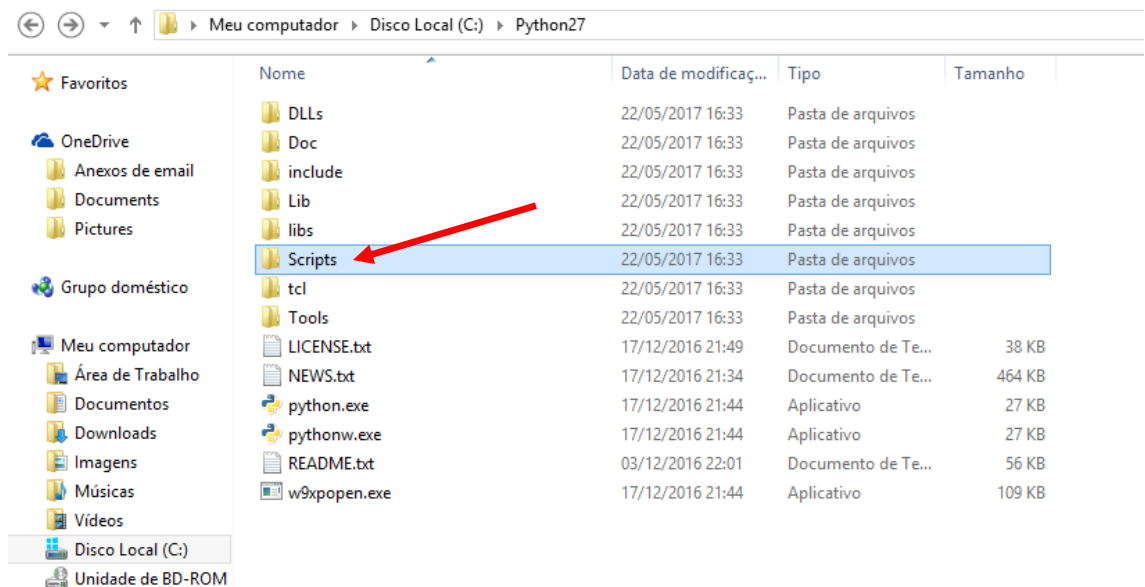 Meu computador Disco Local (C:) Python27
Favoritos
OneDrive
Anexos de email
Documents
Pictures
Grupo doméstico
Meu computador
Área de Trabalho
Documentos
Downloads
Imagens
Músicas
Vídeos
Disco Local (C:)
Unidade de BD-ROM
Nome Data de modificaç... Tipo Tamanho
DLLs 22/05/2017 16:33 Pasta de arquivos
Doc 22/05/2017 16:33 Pasta de arquivos
include 22/05/2017 16:33 Pasta de arquivos
Lib 22/05/2017 16:33 Pasta de arquivos
libs 22/05/2017 16:33 Pasta de arquivos
Scripts 22/05/2017 16:33 Pasta de arquivos
tcl 22/05/2017 16:33 Pasta de arquivos
Tools 22/05/2017 16:33 Pasta de arquivos
LICENSE.txt 17/12/2016 21:49 Documento de Te... 38 KB
NEWS.txt 17/12/2016 21:34 Documento de Te... 464 KB
python.exe 17/12/2016 21:44 Aplicativo 27 KB
pythonw.exe 17/12/2016 21:44 Aplicativo 27 KB
README.txt 03/12/2016 22:01 Documento de Te... 56 KB
w9xpopen.exe 17/12/2016 21:44 Aplicativo 109 KB